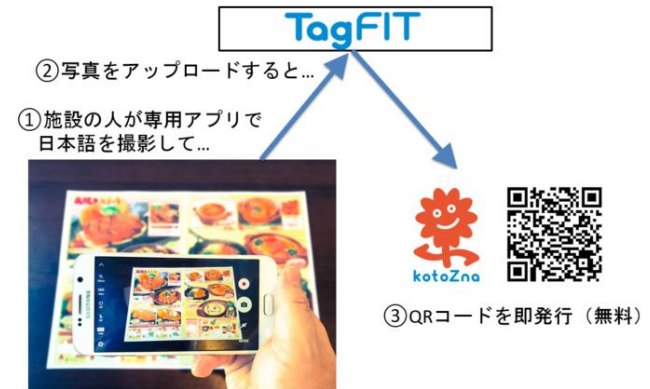 TagFIT
②写真をアップロードすると...
①施設の人が専用アプリで
日本語を撮影して...
SAMSUNG
kotoZna
③QRコードを即発行（無料）